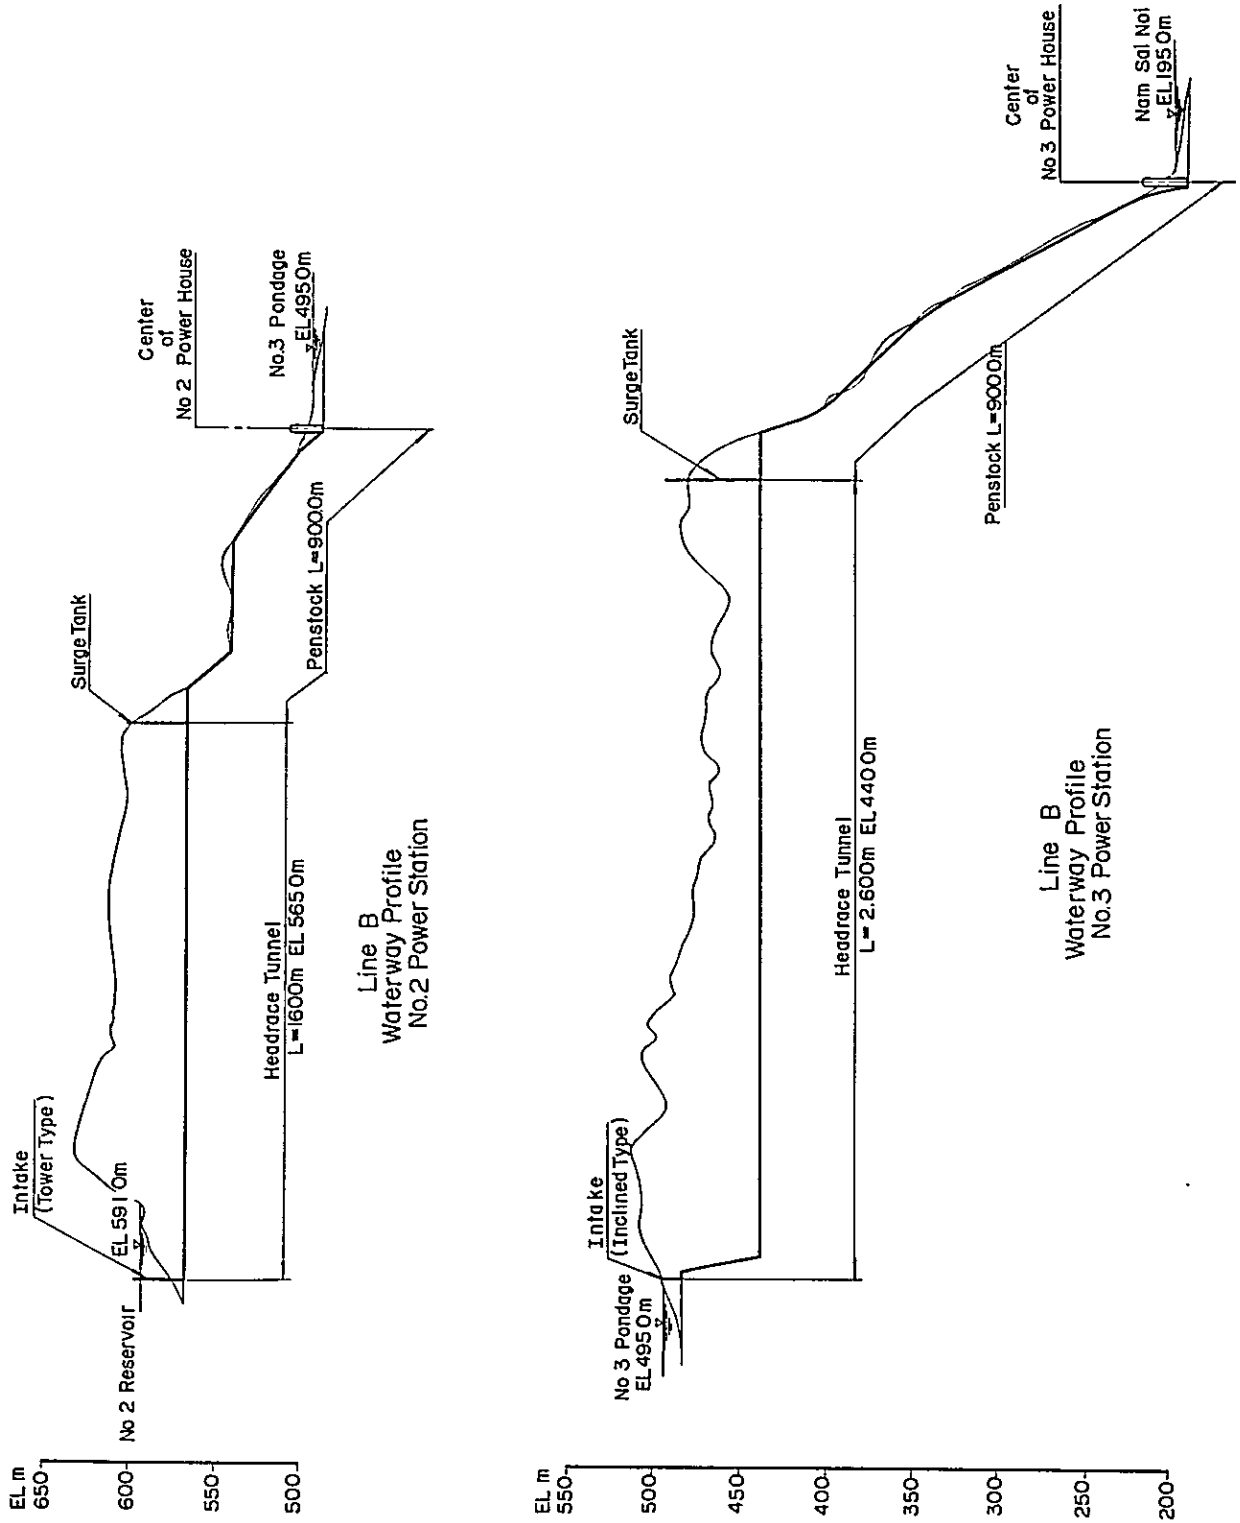 EL m
650
600
550
500
No 2 Reservoir
EL 591 0m
Intake
(Tower Type)
Surge Tank
Headrace Tunnel
L=1600m EL 565 0m
Penstock L=900.0m
Center
of
No 2 Power House
No.3 Pondage
EL 495 0m
Line B
Waterway Profile
No.2 Power Station
EL m
550
500
450
400
350
300
250
200
No 3 Pondage
EL 495 0m
Intake
(Inclined Type)
Surge Tank
Headrace Tunnel
L=2.600m EL 440 0m
Penstock L=900 0m
Center
of
No.3 Power House
Nam Sal Noi
EL 195 0m
Line B
Waterway Profile
No.3 Power Station